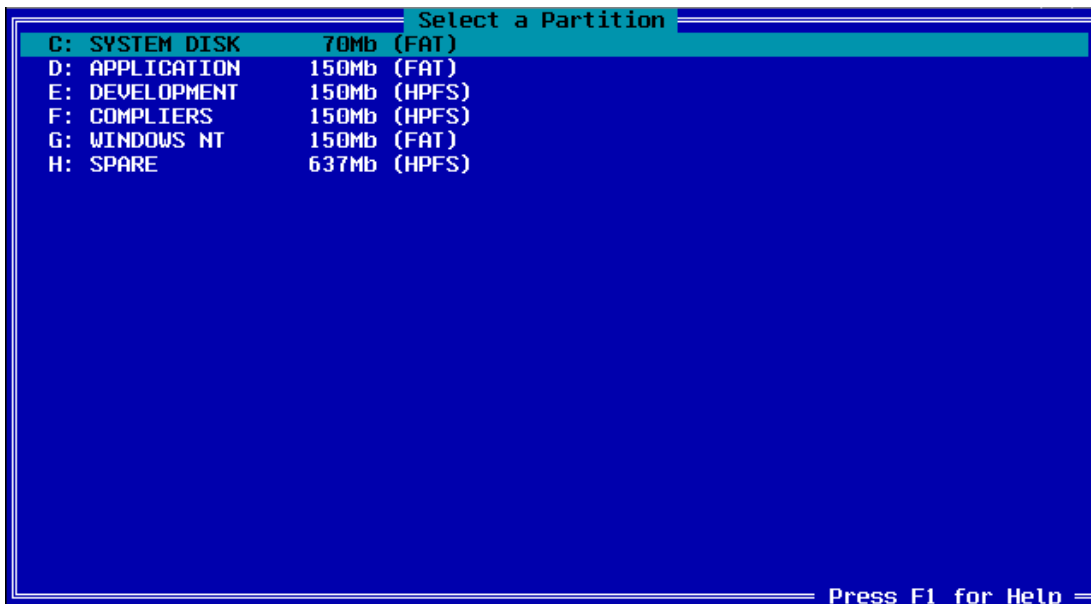 Select a Partition
C: SYSTEM DISK 70Mb (FAT)
D: APPLICATION 150Mb (FAT)
E: DEVELOPMENT 150Mb (HPFS)
F: COMPLIERS 150Mb (HPFS)
G: WINDOWS NT 150Mb (FAT)
H: SPARE 637Mb (HPFS)
Press F1 for Help